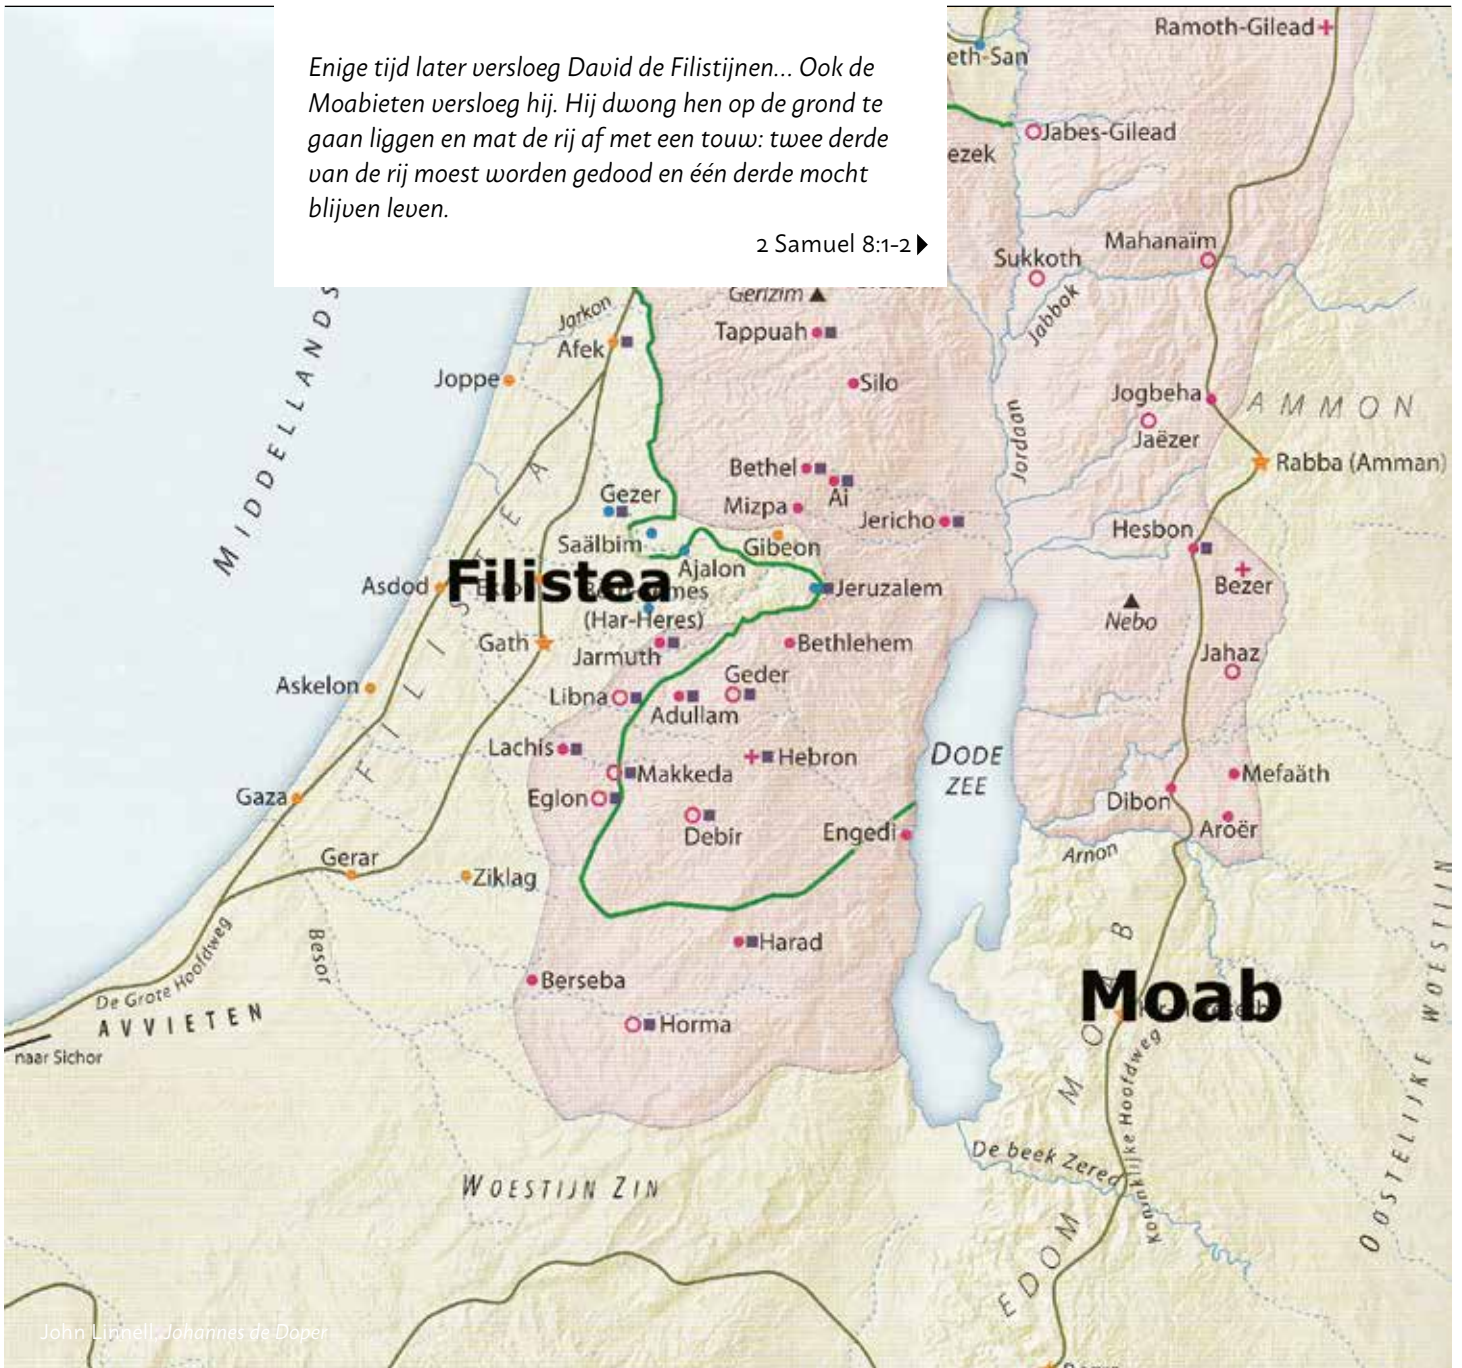 Enige tijd later versloeg David de Filistijnen... Ook de
Moabieten versloeg hij. Hij dwong hen op de grond te
gaan liggen en mat de rij af met een touw: twee derde
van de rij moest worden gedood en één derde mocht
blijven leven.
2 Samuel 8:1-2
Ramoth-Gilead
eth-San
Jabes-Gilead
ezek
Mahanaïm
Sukkoth
Jabbok
Gerizim
MIDDELLANDS
Jarkon
Tappuah
Afek
Joppe
Silo
Jogbeha
AMMON
Jaëzer
Jordaan
Rabba (Amman)
Bethel
Ai
Gezer
Mizpa
Jericho
Hesbon
Saälbim
Gibeon
Ajalon
Bezer
Asdod
Filistea
Jeruzalem
(Har-Heres)
Nebo
Gath
Jarmuth
Bethlehem
Jahaz
Geder
Askelon
Libna
Adullam
FILISTEA
Lachis
Hebron
DODE
ZEE
Makkeda
Mefaäth
Gaza
Eglon
Dibon
Debir
Engedi
Aroër
Arnon
Gerar
Ziklag
Besor
Harad
MOAB
Berseba
Moab
De Grote Hoofdweg
AVVIETEN
Horma
naar Sichor
Koninklijke Hoofdweg
OOSTELIJKE WOESTIJN
De beek Zered
WOESTIJN ZIN
EDOM
John Linnell, Johannes de Doper